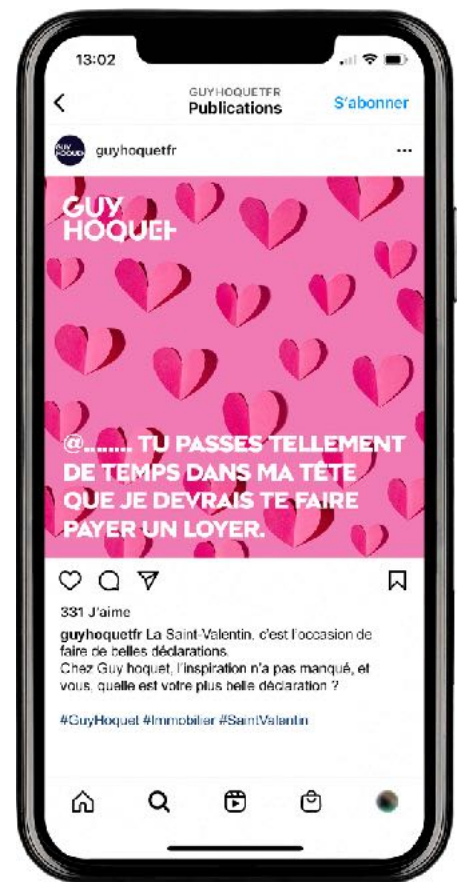 13:02
GUYHOQUETFR
Publications
S'abonner
GUY HOQUET
guyhoquetfr
GUY
HOQUET
@........ TU PASSES TELLEMENT
DE TEMPS DANS MA TÊTE
QUE JE DEVRAIS TE FAIRE
PAYER UN LOYER.
331 J'aime
guyhoquetfr La Saint-Valentin, c'est l'occasion de
faire de belles déclarations.
Chez Guy hoquet, l'inspiration n'a pas manqué, et
vous, quelle est votre plus belle déclaration ?
#GuyHoquet #Immobilier #SaintValentin